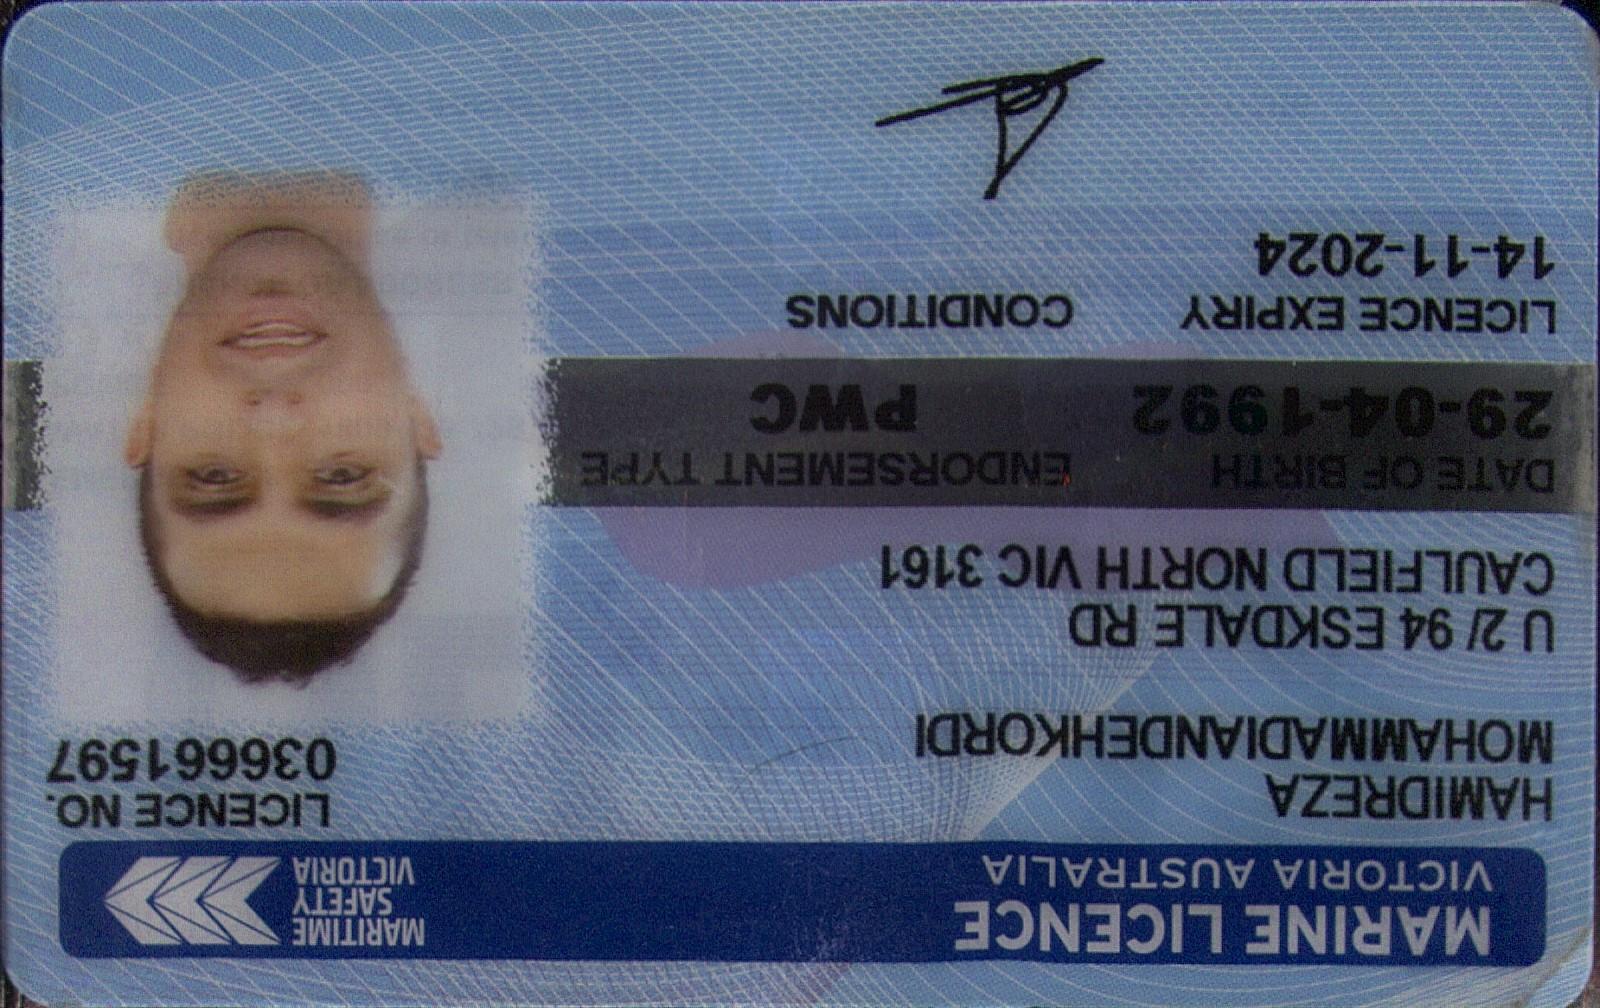 MARINE LICENCE
VICTORIA AUSTRALIA
MARITIME
SAFETY
VICTORIA
HAMIDREZA
MOHAMMADIANDEHKORDI
LICENCE NO.
036661597
U 2/ 94 ESKDALE RD
CAULFIELD NORTH VIC 3161
DATE OF BIRTH ENDORSEMENT TYPE
29-04-1992 PWC
LICENCE EXPIRY CONDITIONS
14-11-2024